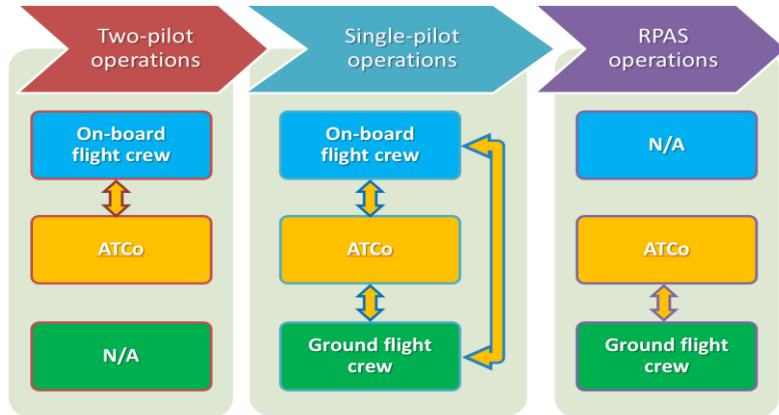 Two-pilot
operations
Single-pilot
operations
RPAS
operations
On-board
flight crew
ATCo
N/A
On-board
flight crew
ATCo
Ground flight
crew
N/A
ATCo
Ground flight
crew